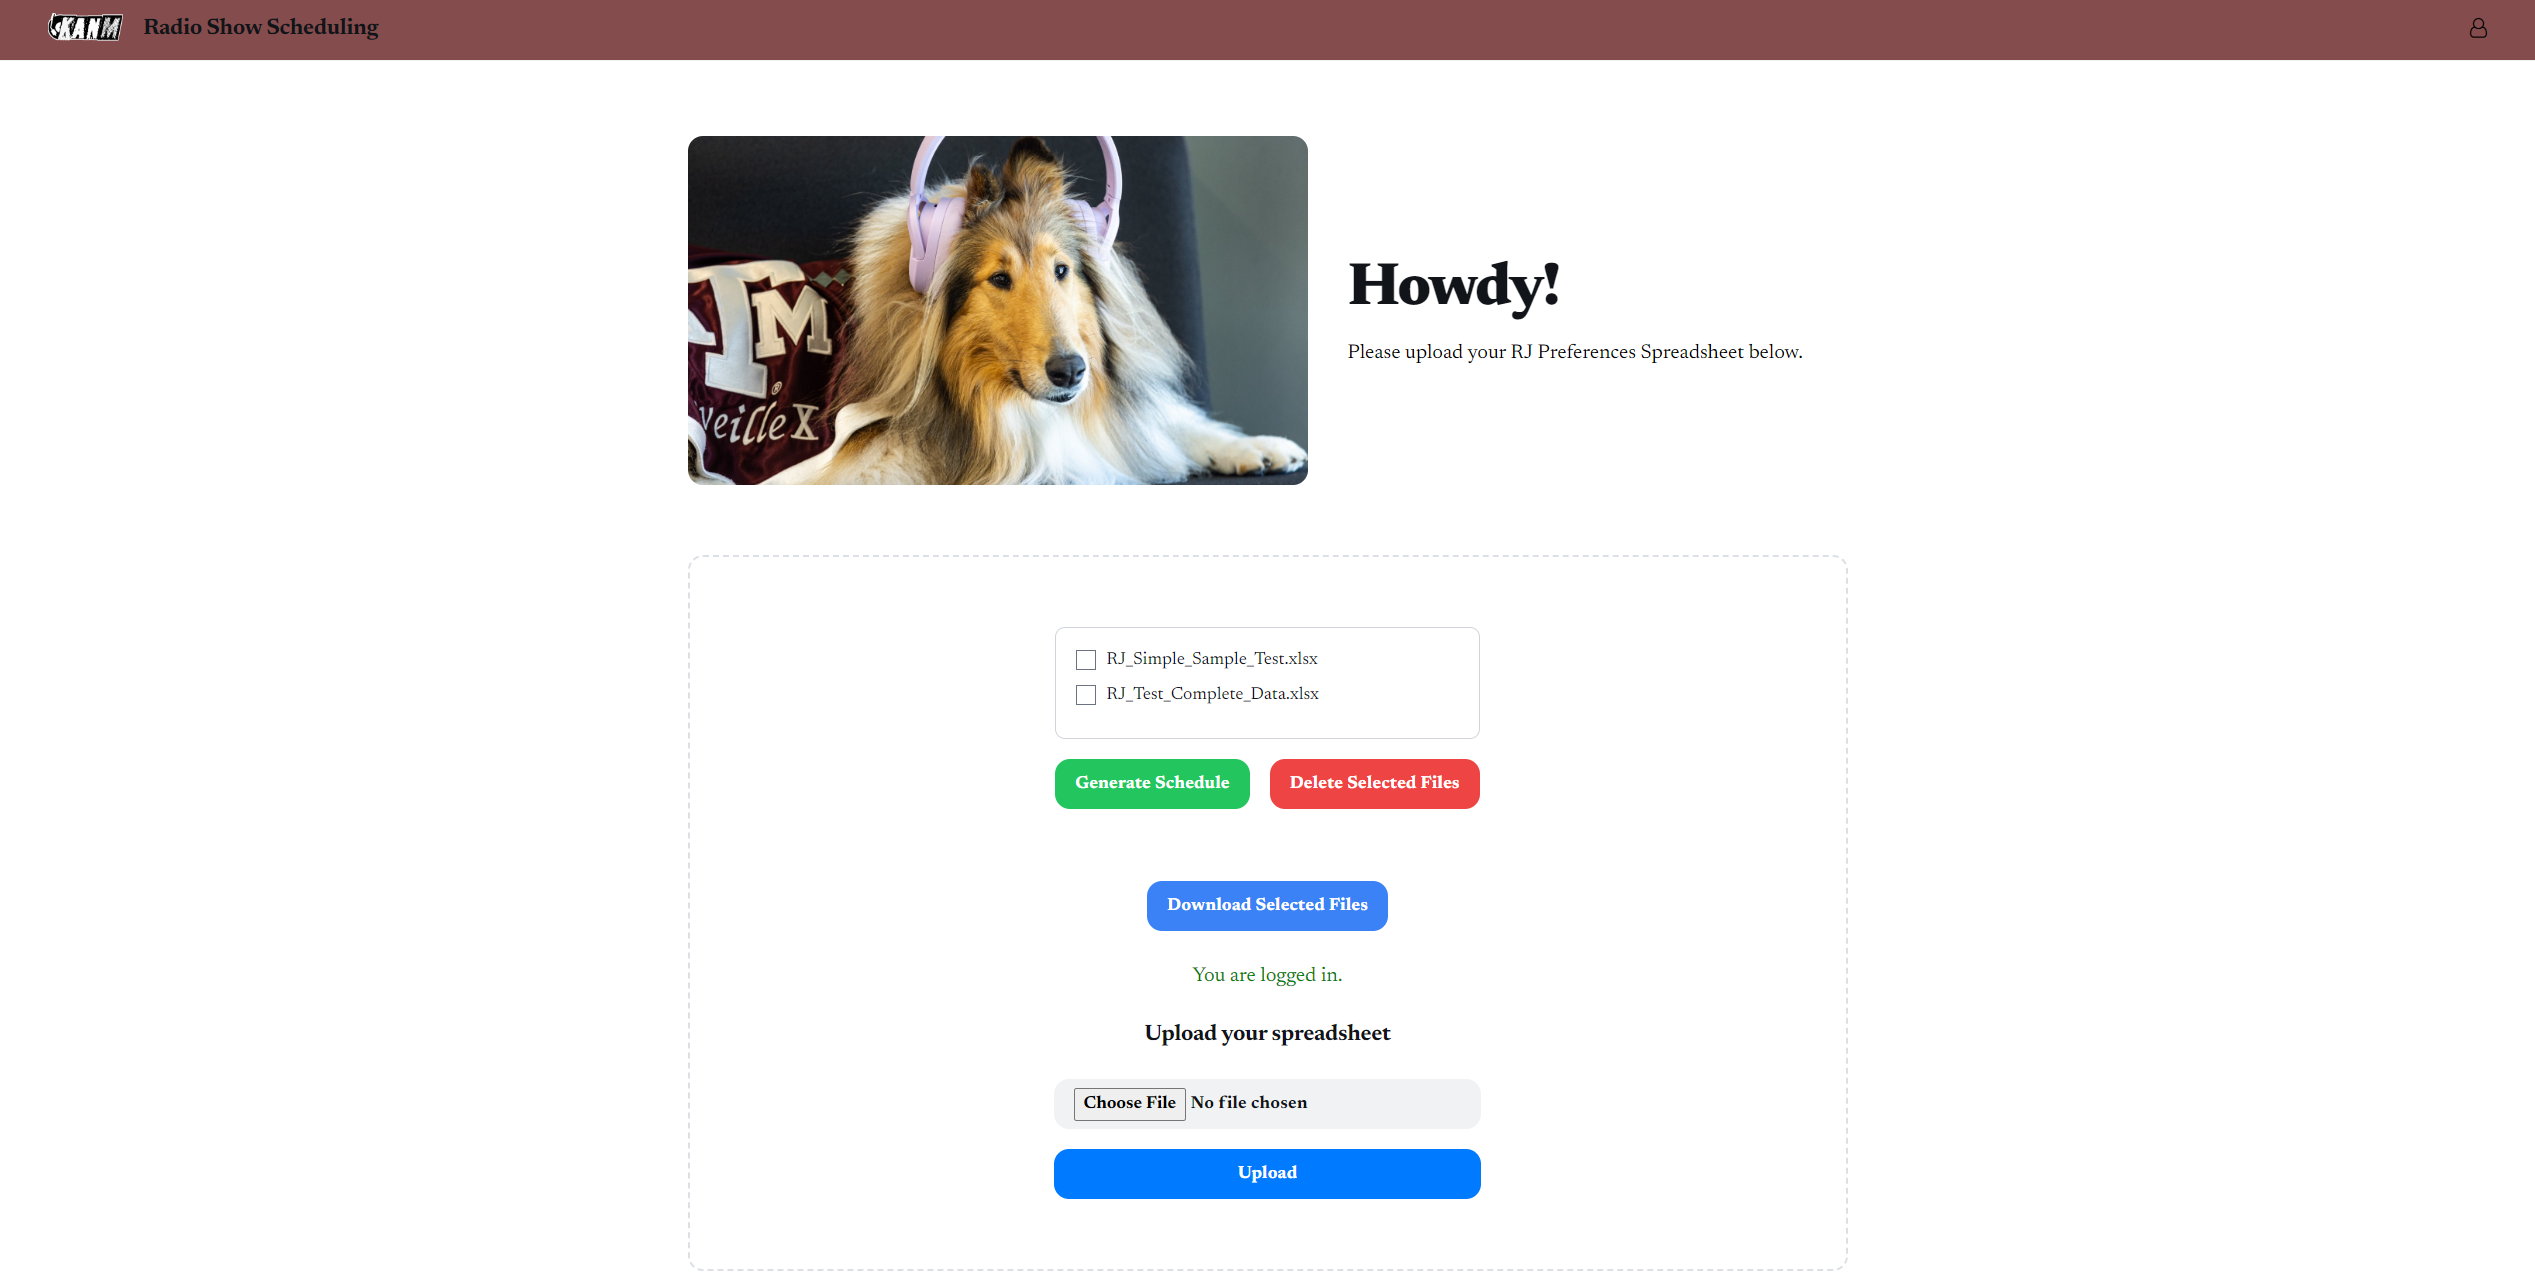 KANM Radio Show Scheduling
TM
®
veille X
Howdy!
Please upload your RJ Preferences Spreadsheet below.
RJ_Simple_Sample_Test.xlsx
RJ_Test_Complete_Data.xlsx
Generate Schedule Delete Selected Files
Download Selected Files
You are logged in.
Upload your spreadsheet
Choose File No file chosen
Upload